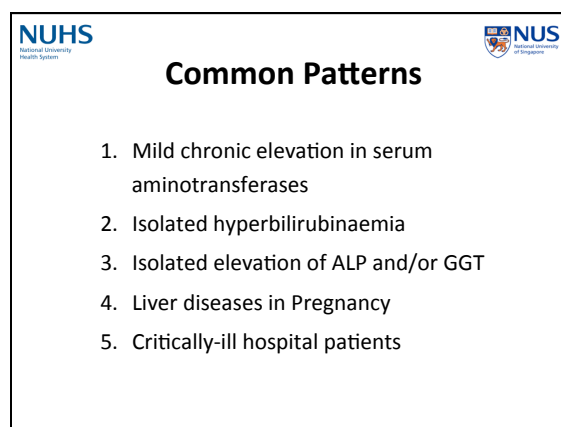 NUHS
National University
Health System
NUS
National University
of Singapore
Common Patterns
1. Mild chronic elevation in serum
aminotransferases
2. Isolated hyperbilirubinaemia
3. Isolated elevation of ALP and/or GGT
4. Liver diseases in Pregnancy
5. Critically-ill hospital patients